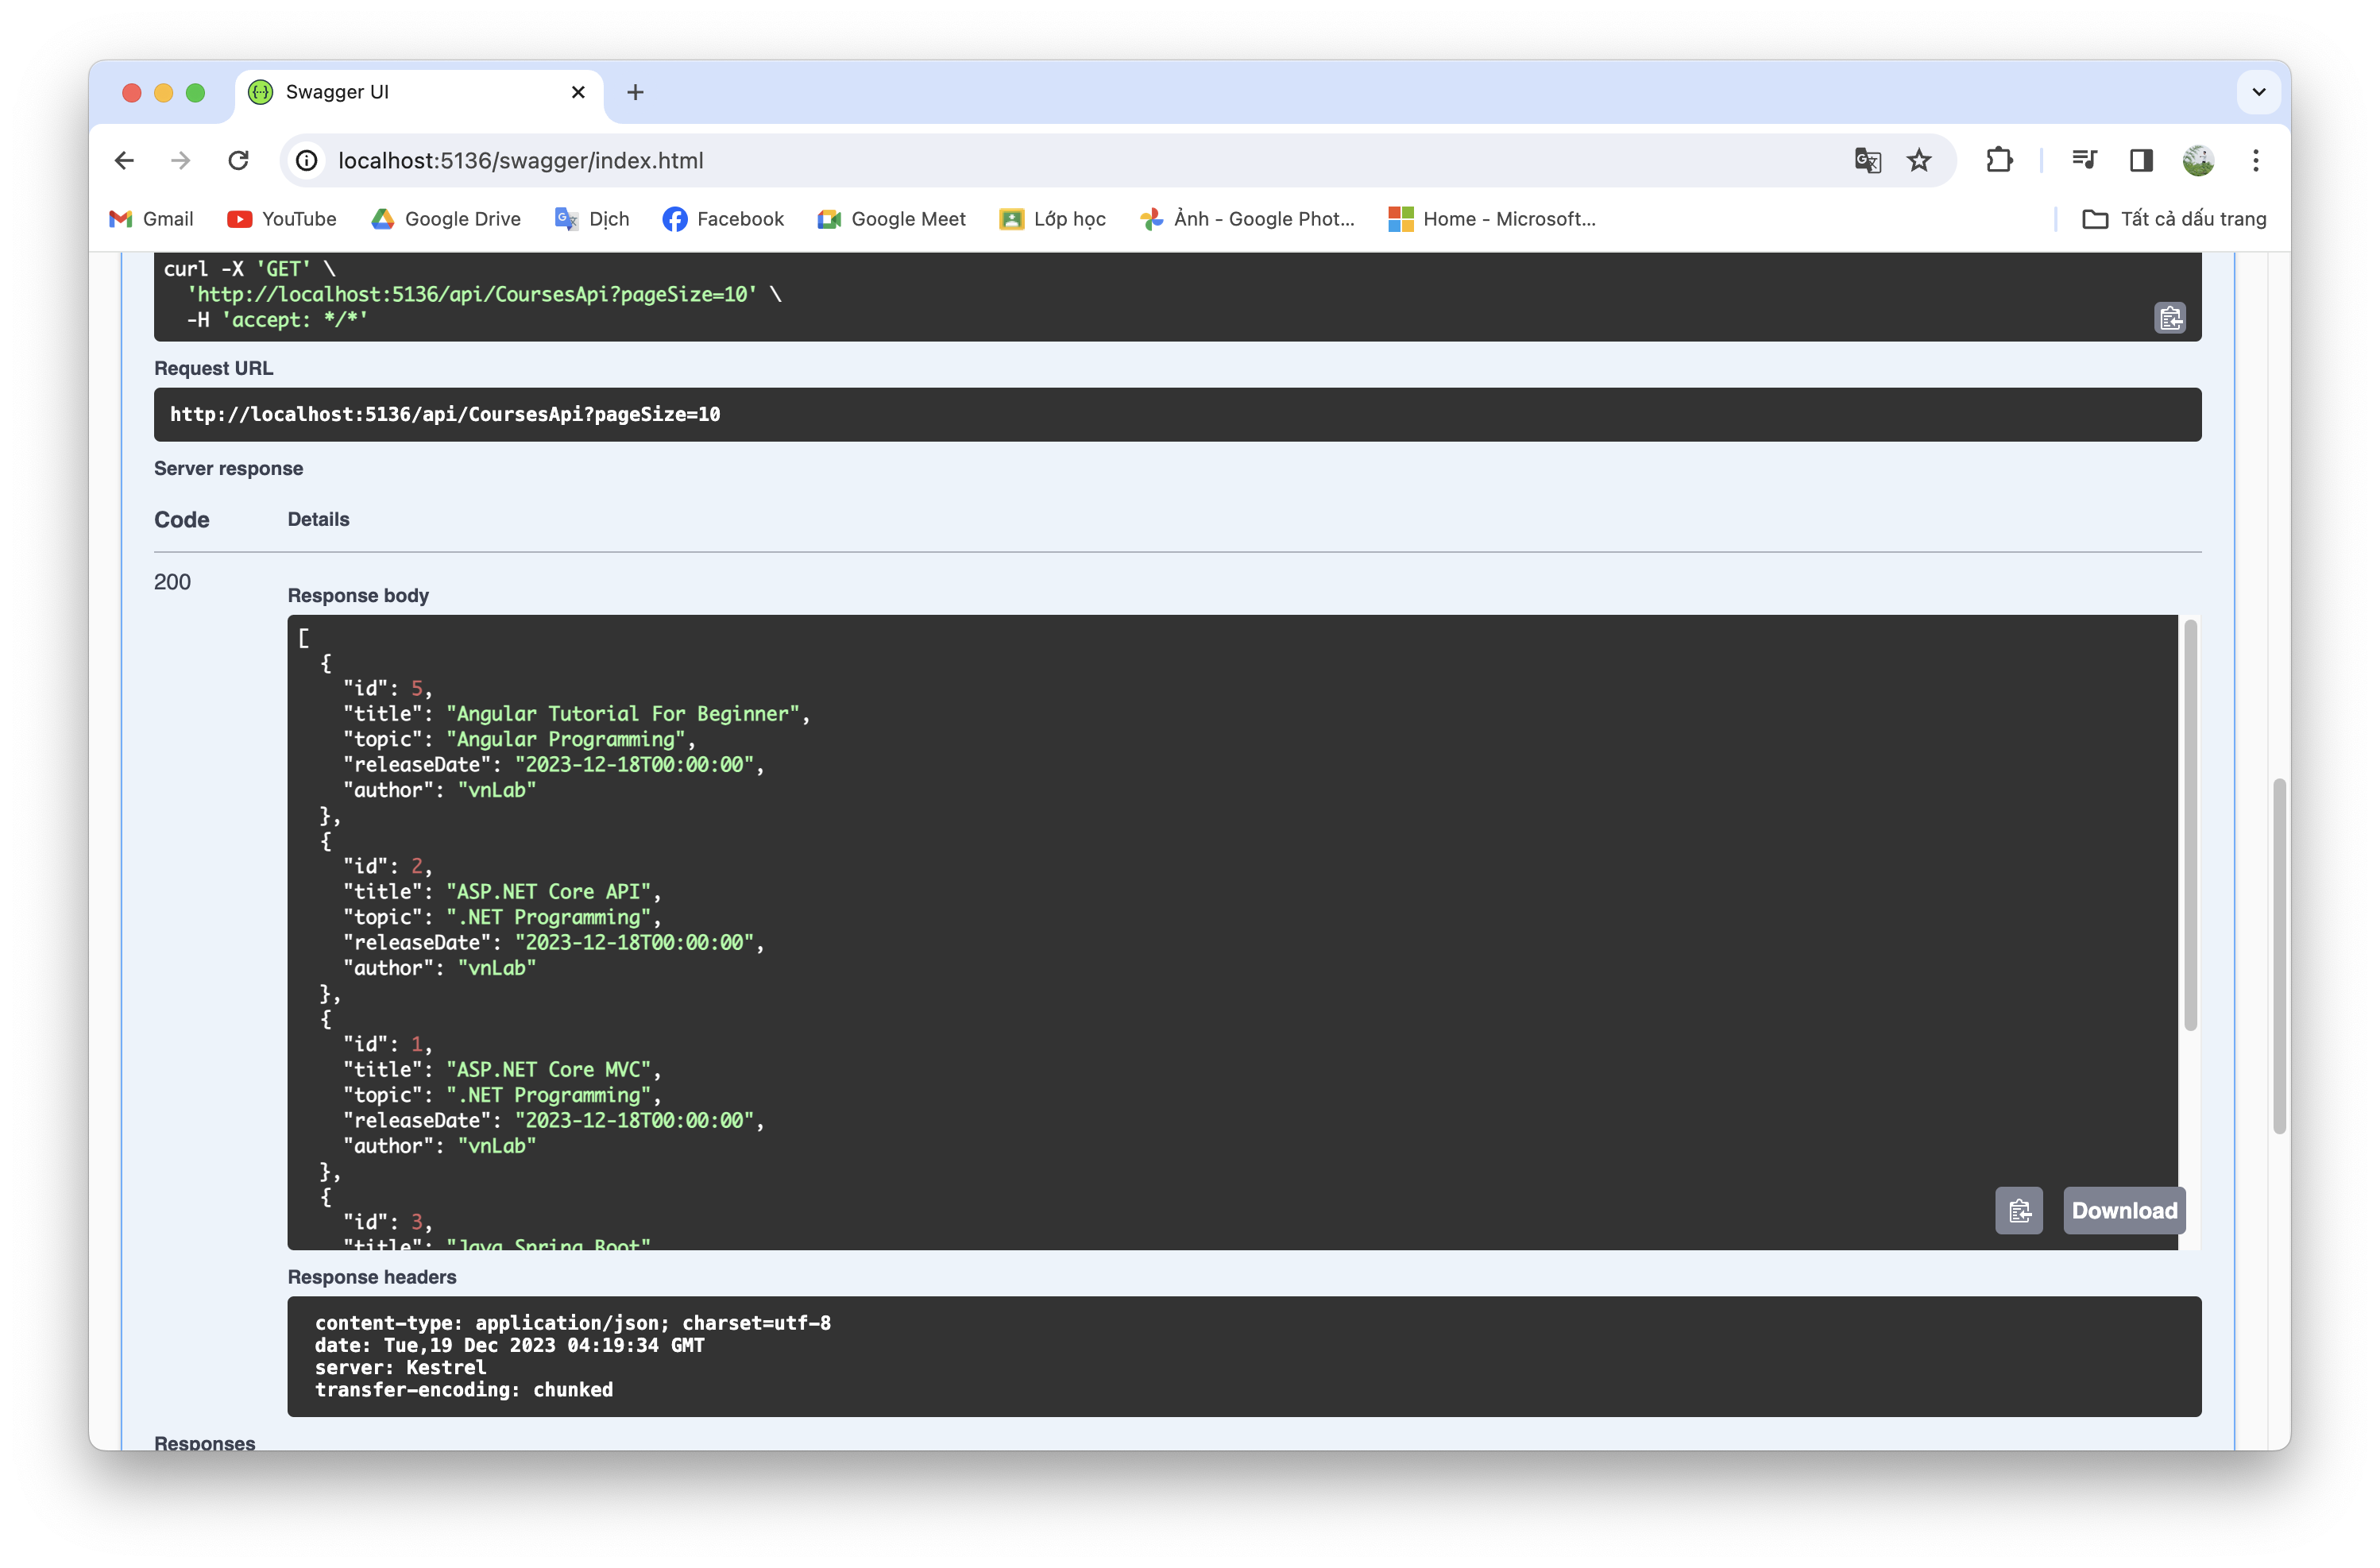 Swagger UI
localhost:5136/swagger/index.html
Gmail YouTube Google Drive Dịch Facebook Google Meet Lớp học Ảnh - Google Phot... Home - Microsoft... Tất cả dấu trang
curl -X 'GET' \
'http://localhost:5136/api/CoursesApi?pageSize=10' \
-H 'accept: */*'
Request URL
http://localhost:5136/api/CoursesApi?pageSize=10
Server response
Code Details
200
Response body
[
{
"id": 5,
"title": "Angular Tutorial For Beginner",
"topic": "Angular Programming",
"releaseDate": "2023-12-18T00:00:00",
"author": "vnLab"
},
{
"id": 2,
"title": "ASP.NET Core API",
"topic": ".NET Programming",
"releaseDate": "2023-12-18T00:00:00",
"author": "vnLab"
},
{
"id": 1,
"title": "ASP.NET Core MVC",
"topic": ".NET Programming",
"releaseDate": "2023-12-18T00:00:00",
"author": "vnLab"
},
{
"id": 3,
"title": "Java Spring Boot",
Download
Response headers
content-type: application/json; charset=utf-8
date: Tue,19 Dec 2023 04:19:34 GMT
server: Kestrel
transfer-encoding: chunked
Responses